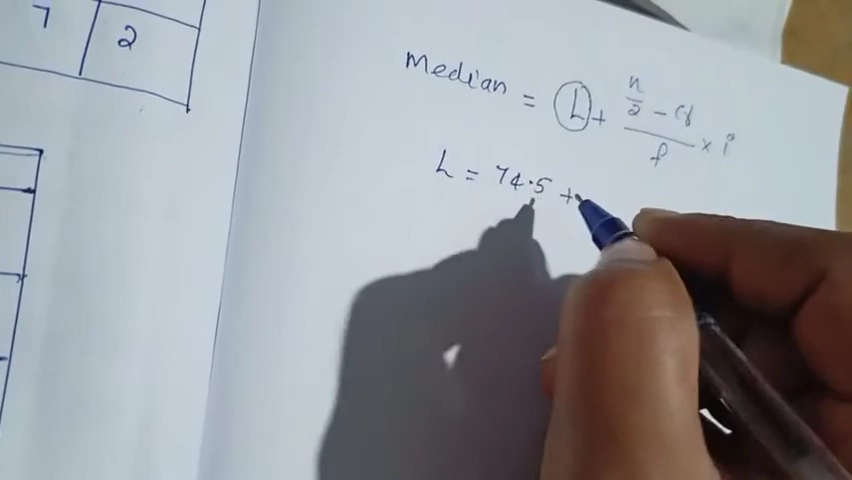 7 2
Median = L + n/2 - cf / f × i
L = 74.5 +